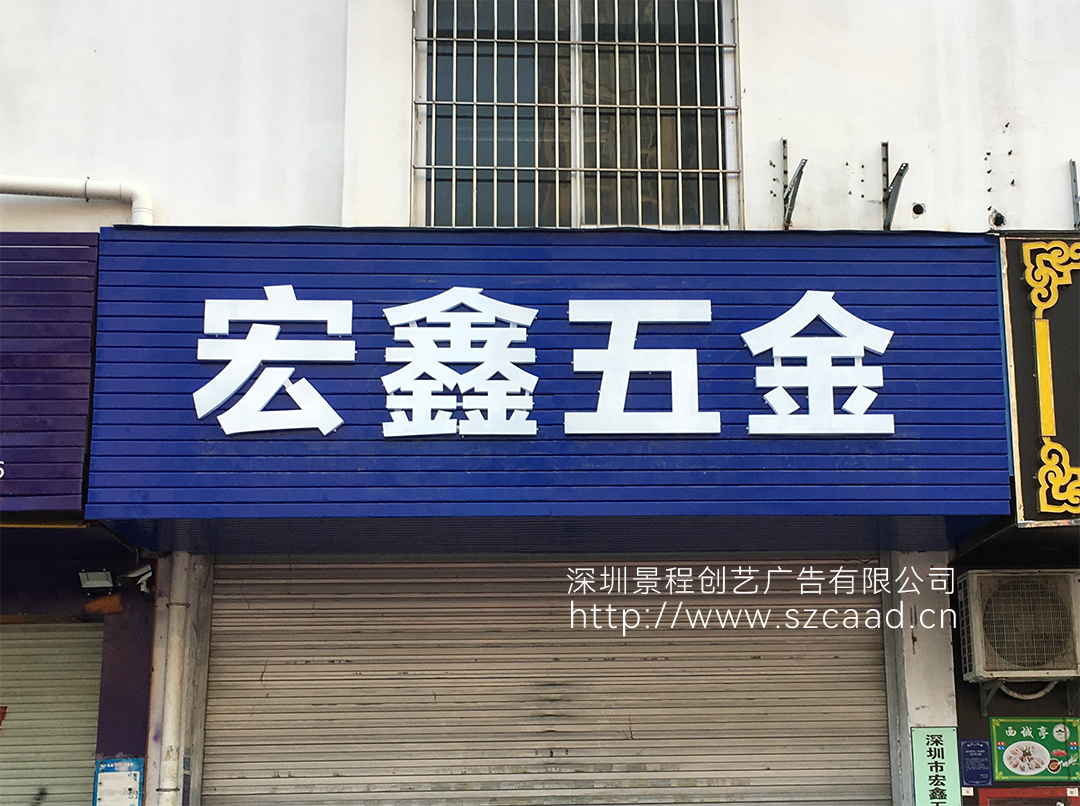 宏鑫五金
深圳景程创艺广告有限公司
http://www.szcaad.cn
深圳市宏鑫
西诚亭
6